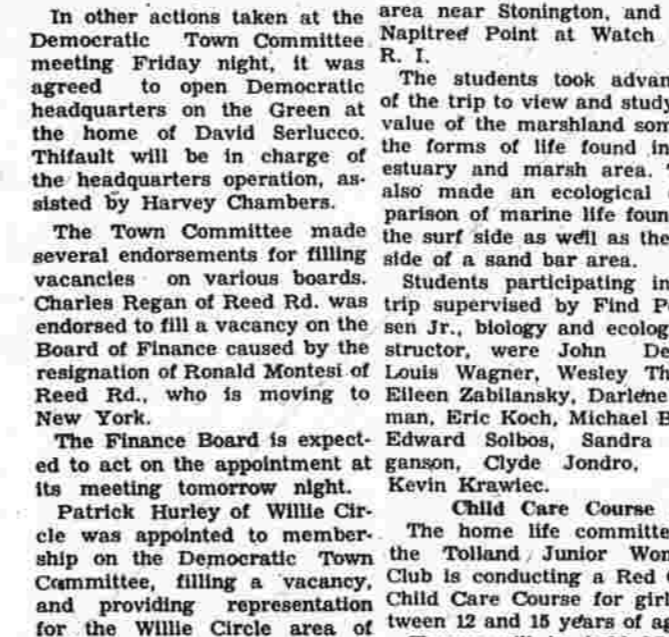 In other actions taken at the
Democratic Town Committee
meeting Friday night, it was
agreed to open Democratic
headquarters on the Green at
the home of David Serlucco.
Thifault will be in charge of
the headquarters operation, as-
sisted by Harvey Chambers.
The Town Committee made
several endorsements for filling
vacancies on various boards.
Charles Regan of Reed Rd. was
endorsed to fill a vacancy on the
Board of Finance caused by the
resignation of Ronald Montesi of
Reed Rd., who is moving to
New York.
The Finance Board is expect-
ed to act on the appointment at
its meeting tomorrow night.
Patrick Hurley of Willie Cir-
cle was appointed to member-
ship on the Democratic Town
Committee, filling a vacancy,
and providing representation
for the Willie Circle area of
area near Stonington, and
Napitree Point at Watch
R. I.
The students took advan
of the trip to view and study
value of the marshland som
the forms of life found in
estuary and marsh area.
also made an ecological
parison of marine life foun
the surf side as well as the
side of a sand bar area.
Students participating in
trip supervised by Find P
sen Jr., biology and ecolog
structor, were John De
Louis Wagner, Wesley Th
Eileen Zabilansky, Darlene
man, Eric Koch, Michael B
Edward Solbos, Sandra
ganson, Clyde Jondro,
Kevin Krawiec.
Child Care Course
The home life committe
the Tolland Junior Wom
Club is conducting a Red
Child Care Course for girl
tween 12 and 15 years of a